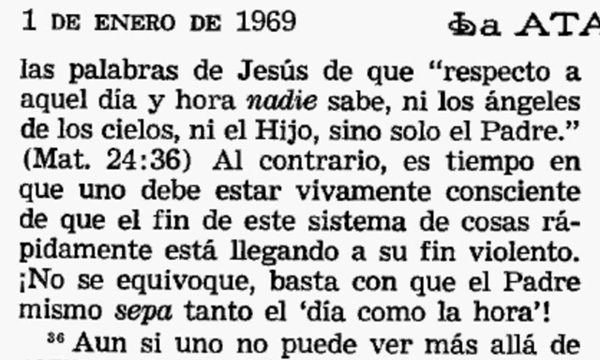 1 DE ENERO DE 1969 La ATA
las palabras de Jesús de que “respecto a
aquel día y hora nadie sabe, ni los ángeles
de los cielos, ni el Hijo, sino solo el Padre.”
(Mat. 24:36) Al contrario, es tiempo en
que uno debe estar vivamente consciente
de que el fin de este sistema de cosas rá-
pidamente está llegando a su fin violento.
¡No se equivoque, basta con que el Padre
mismo sepa tanto el ‘día como la hora’!
³⁶ Aun si uno no puede ver más allá de